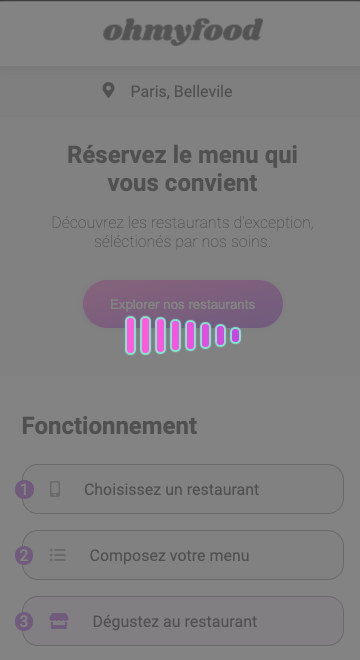 ohmyfood
Paris, Bellevile
Réservez le menu qui
vous convient
Découvrez les restaurants d'exception,
séléctionés par nos soins.
Explorer nos restaurants
Fonctionnement
1 Choisissez un restaurant
2 Composez votre menu
3 Dégustez au restaurant